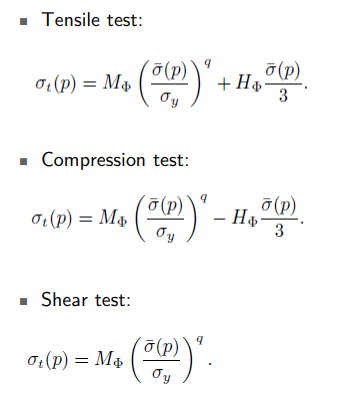 ▪ Tensile test:
σ_t(p) = M_Φ (σ̄(p)/σ_y)^q + H_Φ σ̄(p)/3.
▪ Compression test:
σ_t(p) = M_Φ (σ̄(p)/σ_y)^q − H_Φ σ̄(p)/3.
▪ Shear test:
σ_t(p) = M_Φ (σ̄(p)/σ_y)^q.